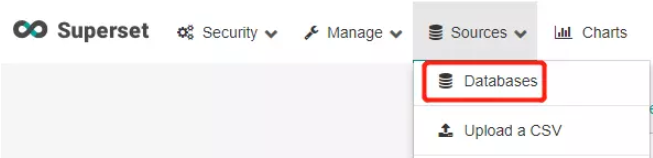 Superset Security Manage Sources Charts
Databases
Upload a CSV